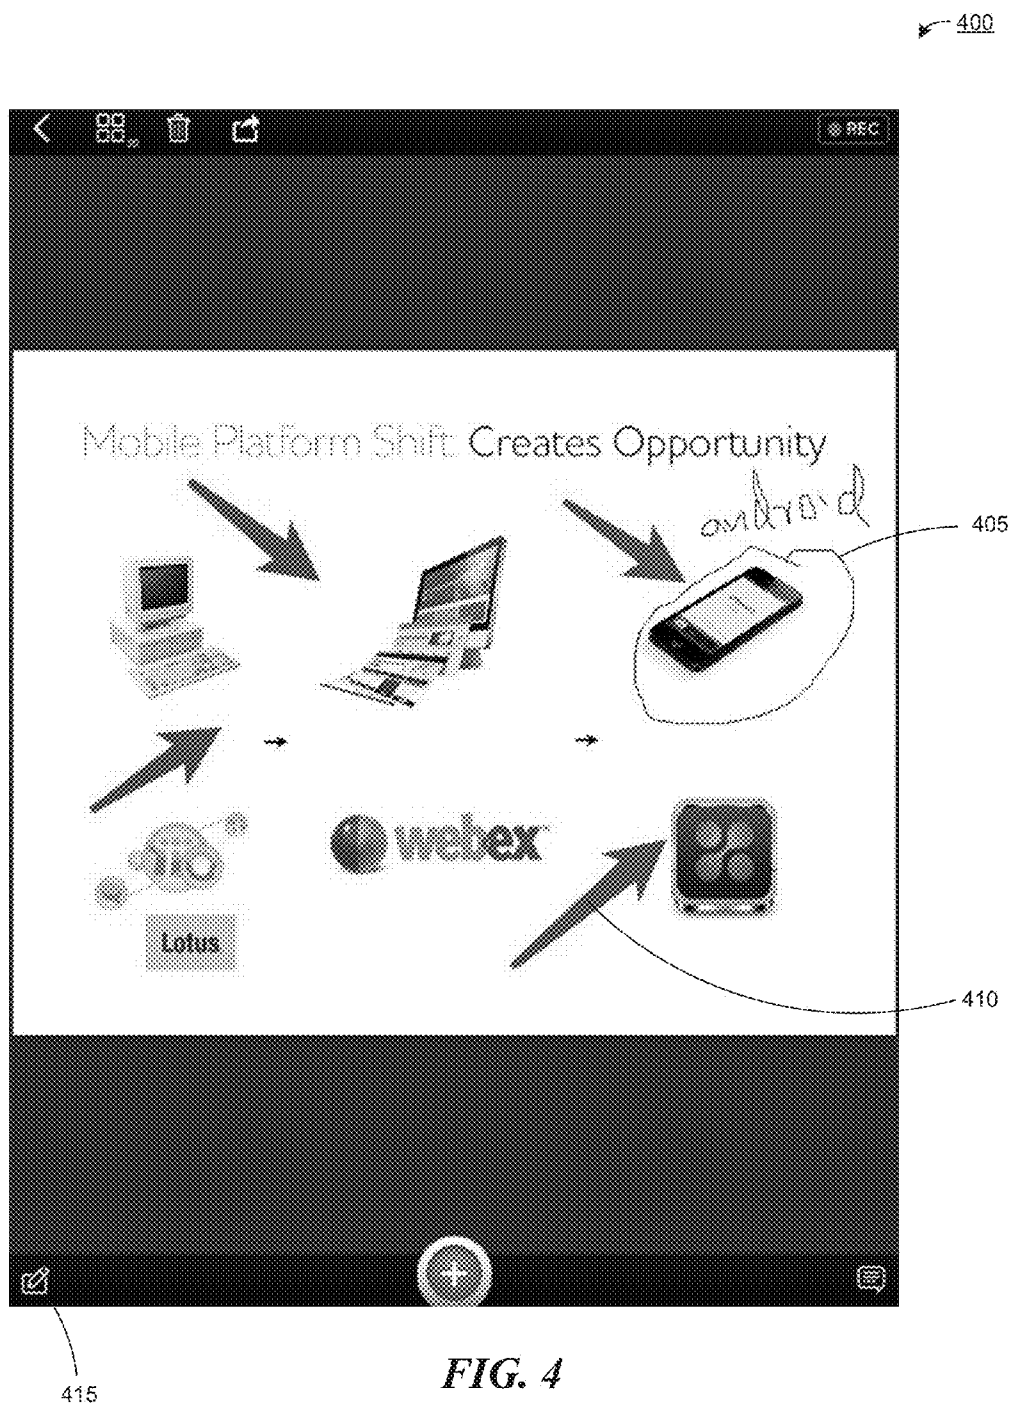 400
REC
Mobile Platform Shift: Creates Opportunity
android
405
webex
Lotus
410
415
FIG. 4